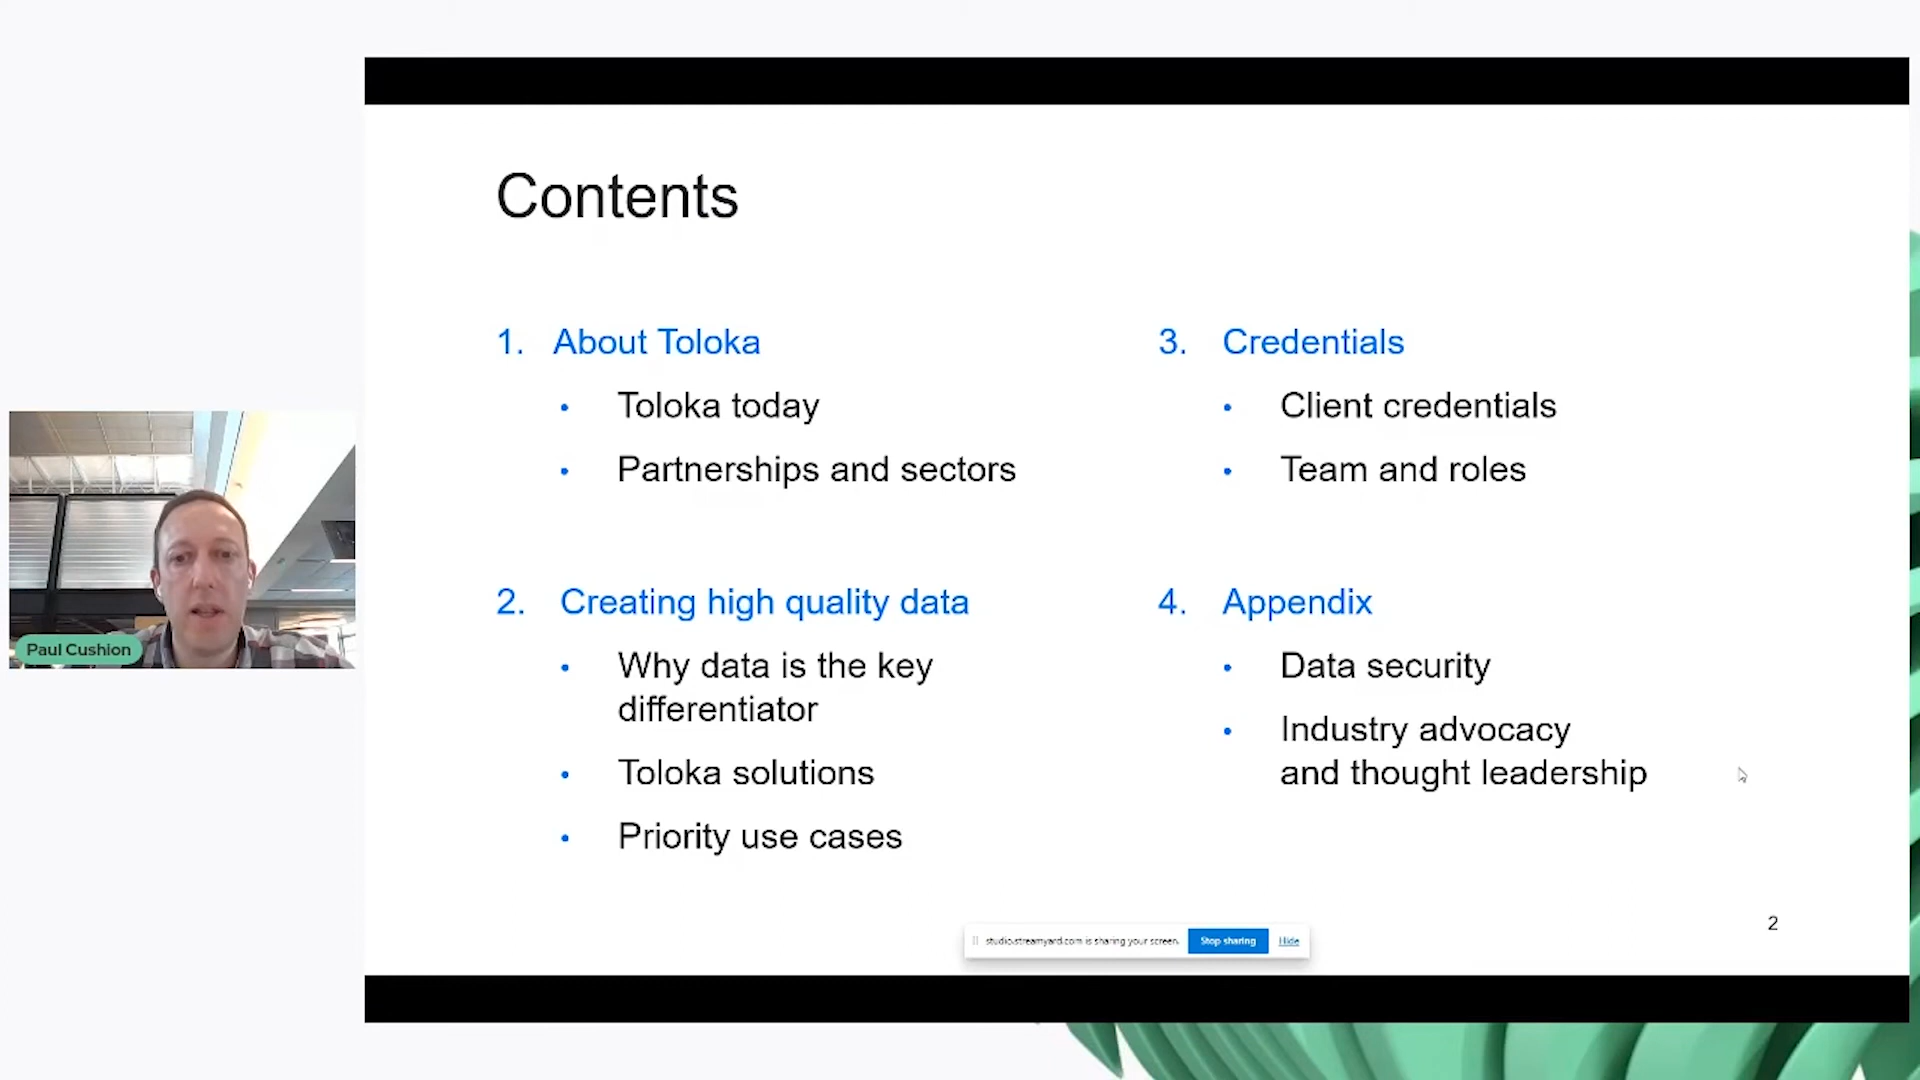 Contents
1. About Toloka
• Toloka today
• Partnerships and sectors
2. Creating high quality data
• Why data is the key
differentiator
• Toloka solutions
• Priority use cases
3. Credentials
• Client credentials
• Team and roles
4. Appendix
• Data security
• Industry advocacy
and thought leadership
2
Paul Cushion
studio.streamyard.com is sharing your screen. Stop sharing Hide